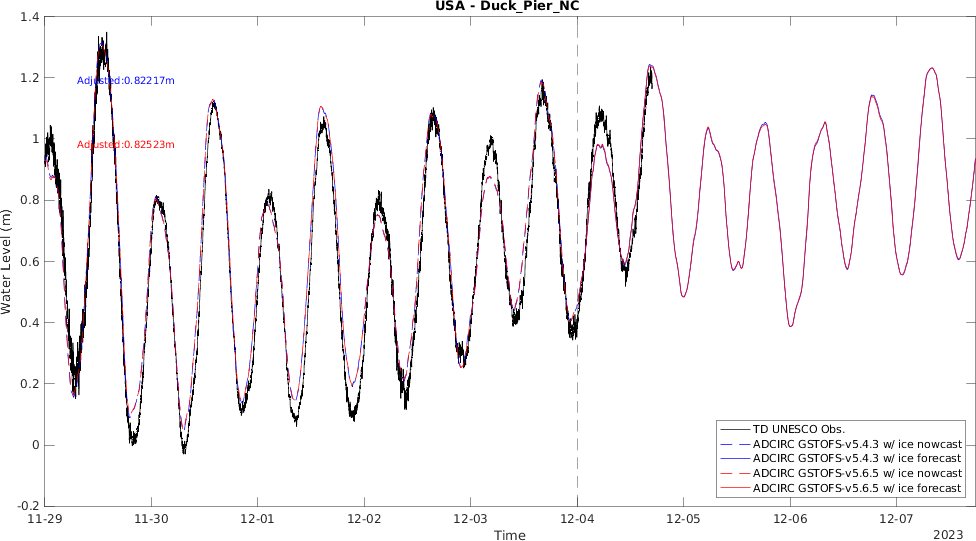 USA - Duck_Pier_NC
1.4
1.2
1
0.8
0.6
0.4
0.2
0
-0.2
Water Level (m)
Adjusted:0.82217m
Adjusted:0.82523m
TD UNESCO Obs.
ADCIRC GSTOFS-v5.4.3 w/ ice nowcast
ADCIRC GSTOFS-v5.4.3 w/ ice forecast
ADCIRC GSTOFS-v5.6.5 w/ ice nowcast
ADCIRC GSTOFS-v5.6.5 w/ ice forecast
11-29 11-30 12-01 12-02 12-03 12-04 12-05 12-06 12-07
Time
2023